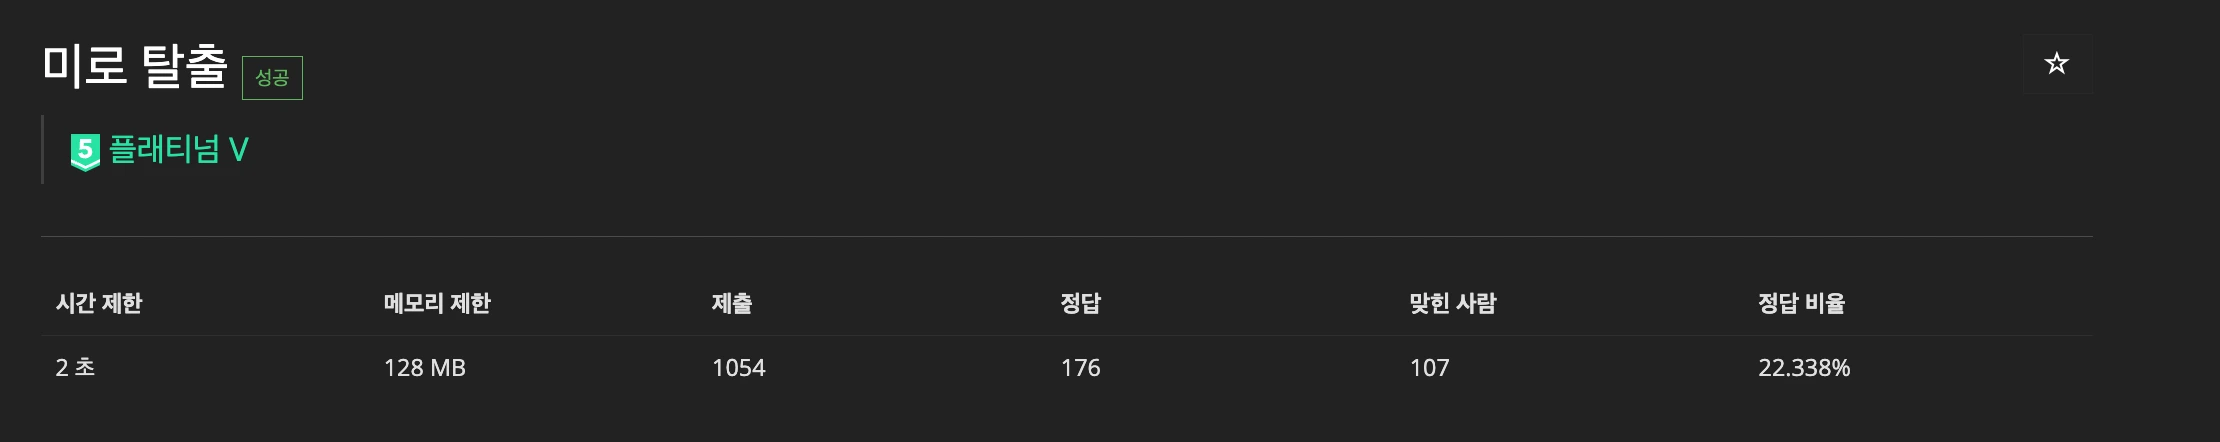 미로 탈출 성공
5 플래티넘 V
시간 제한 메모리 제한 제출 정답 맞힌 사람 정답 비율
2 초 128 MB 1054 176 107 22.338%